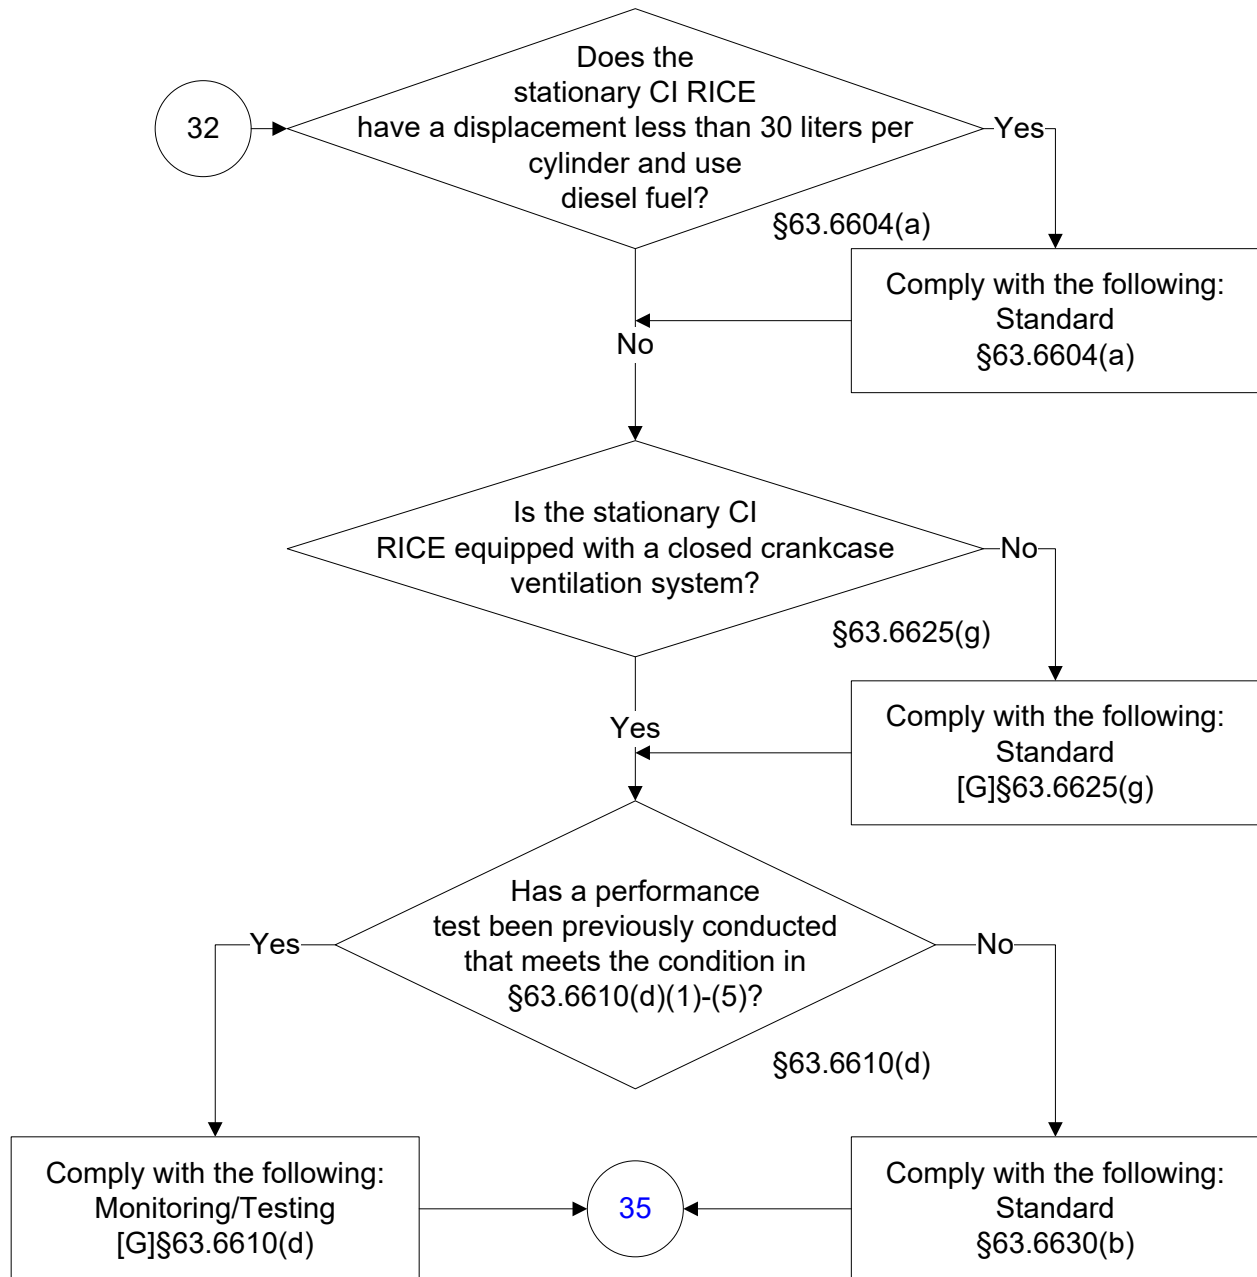 Does the
stationary CI RICE
have a displacement less than 30 liters per
cylinder and use
diesel fuel?
32
Yes
§63.6604(a)
Comply with the following:
Standard
§63.6604(a)
No
Is the stationary CI
RICE equipped with a closed crankcase
ventilation system?
No
§63.6625(g)
Comply with the following:
Standard
[G]§63.6625(g)
Yes
Has a performance
test been previously conducted
that meets the condition in
§63.6610(d)(1)-(5)?
Yes
No
§63.6610(d)
Comply with the following:
Monitoring/Testing
[G]§63.6610(d)
35
Comply with the following:
Standard
§63.6630(b)